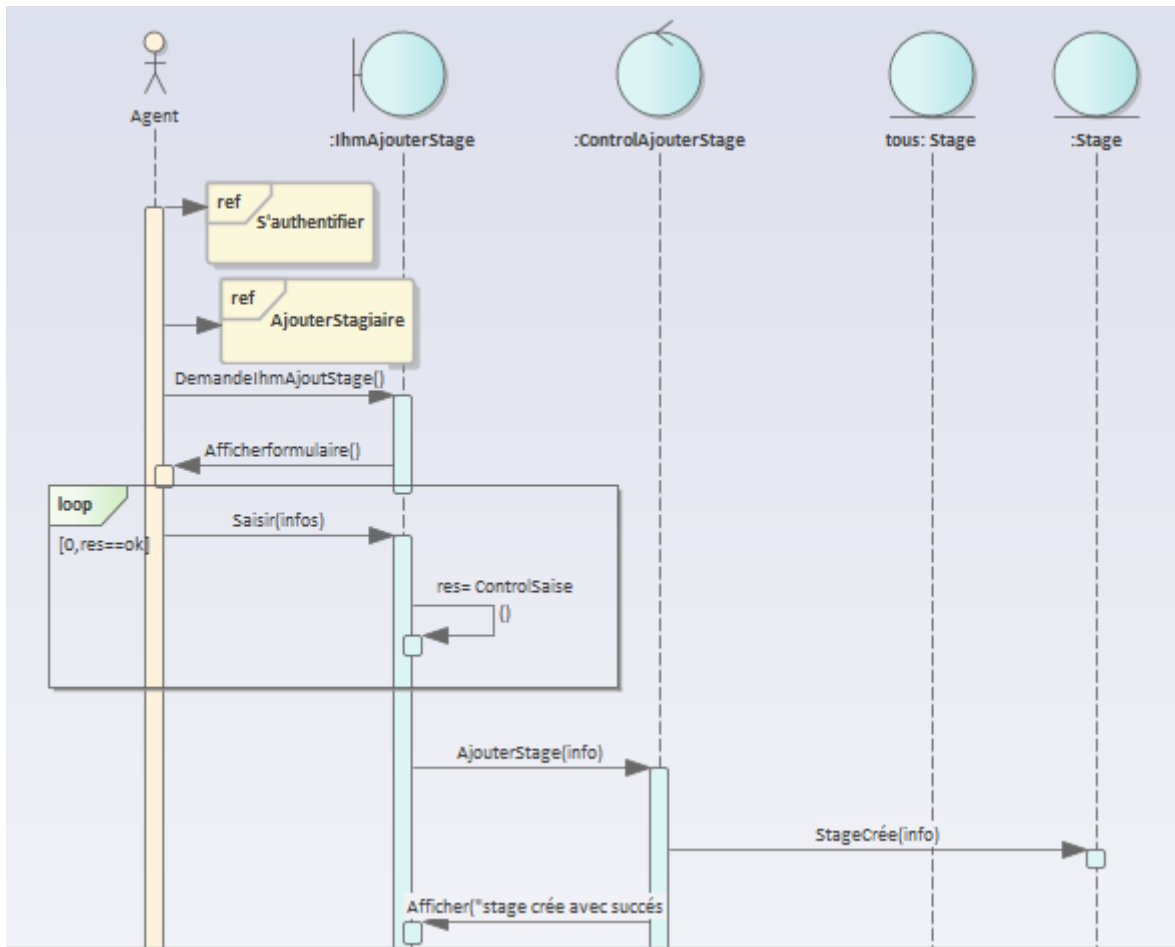 Agent
:IhmAjouterStage
:ControlAjouterStage
tous: Stage
:Stage
ref
S'authentifier
ref
AjouterStagiaire
DemandeIhmAjoutStage()
Afficherformulaire()
loop
[0,res==ok]
Saisir(infos)
res= ControlSaise
()
AjouterStage(info)
StageCrée(info)
Afficher("stage crée avec succés